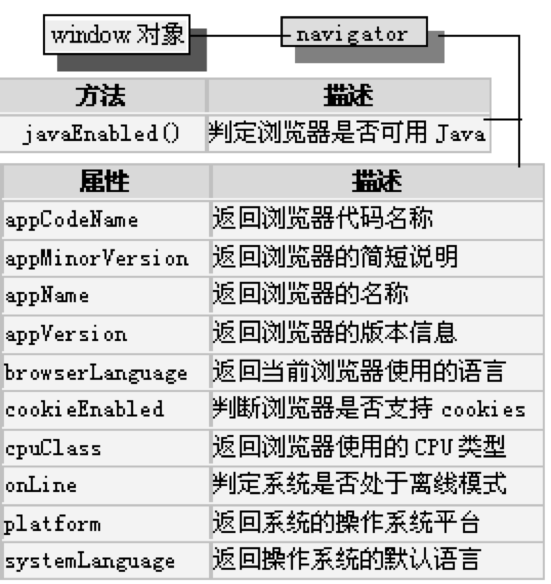 window 对象 navigator
方法 描述
javaEnabled() 判定浏览器是否可用 Java
属性 描述
appCodeName 返回浏览器代码名称
appMinorVersion 返回浏览器的简短说明
appName 返回浏览器的名称
appVersion 返回浏览器的版本信息
browserLanguage 返回当前浏览器使用的语言
cookieEnabled 判断浏览器是否支持 cookies
cpuClass 返回浏览器使用的 CPU 类型
onLine 判定系统是否处于离线模式
platform 返回系统的操作系统平台
systemLanguage 返回操作系统的默认语言